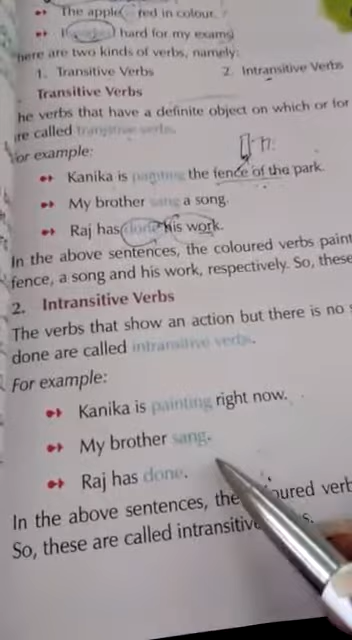 The apple red in colour.
I hard for my exams
here are two kinds of verbs, namely:
1. Transitive Verbs 2. Intransitive Verbs
Transitive Verbs
he verbs that have a definite object on which or for
re called transitive verbs.
or example:
Kanika is painting the fence of the park.
My brother sang a song.
Raj has done his work.
In the above sentences, the coloured verbs paint
fence, a song and his work, respectively. So, these
2. Intransitive Verbs
The verbs that show an action but there is no
done are called intransitive verbs.
For example:
Kanika is painting right now.
My brother sang.
Raj has done.
In the above sentences, the oured verb
So, these are called intransitive s.